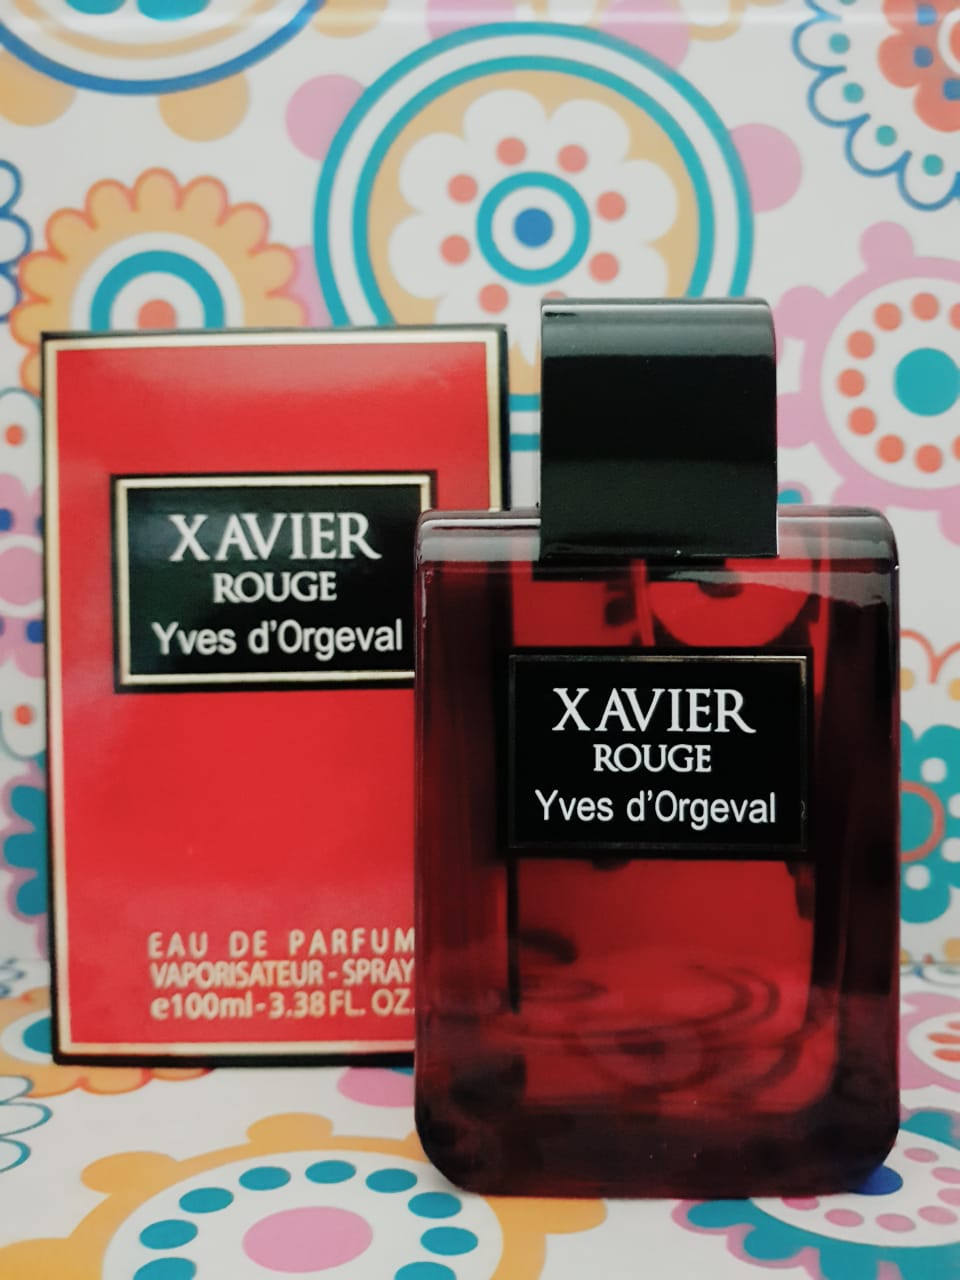 XAVIER
ROUGE
Yves d'Orgeval
EAU DE PARFUM
VAPORISATEUR - SPRAY
e100ml - 3.38 FL. OZ.
XAVIER
ROUGE
Yves d'Orgeval